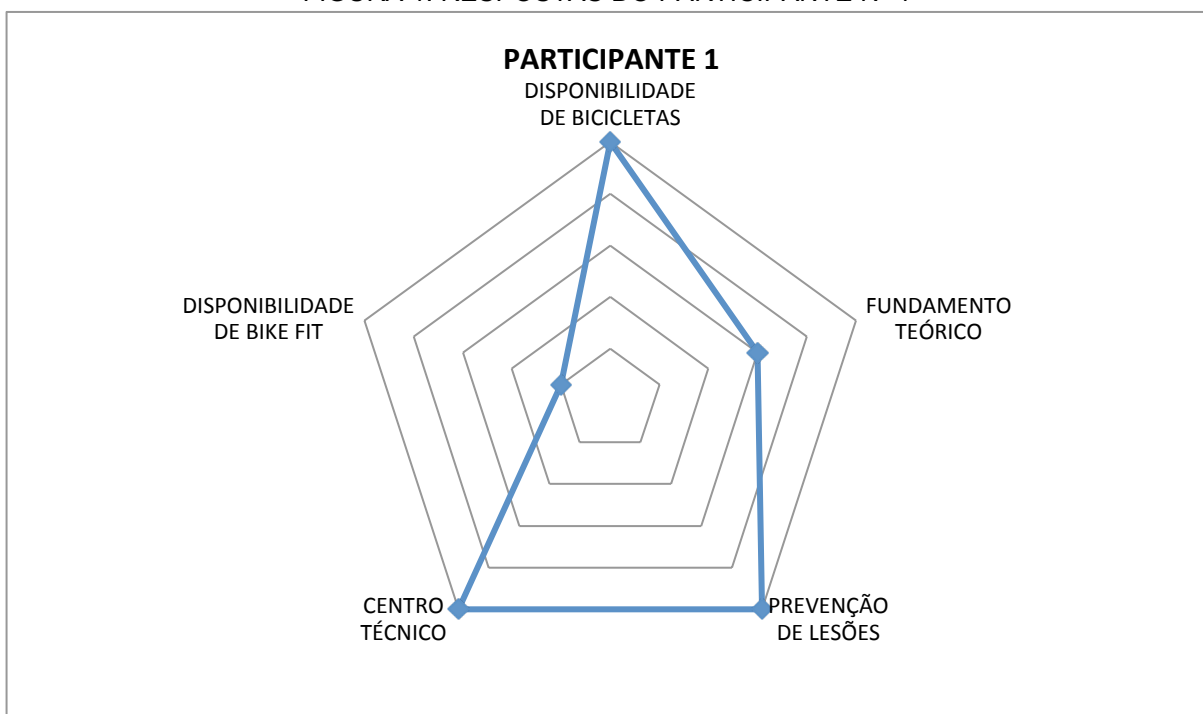 PARTICIPANTE 1
DISPONIBILIDADE
DE BICICLETAS
DISPONIBILIDADE
DE BIKE FIT
FUNDAMENTO
TEÓRICO
CENTRO
TÉCNICO
PREVENÇÃO
DE LESÕES